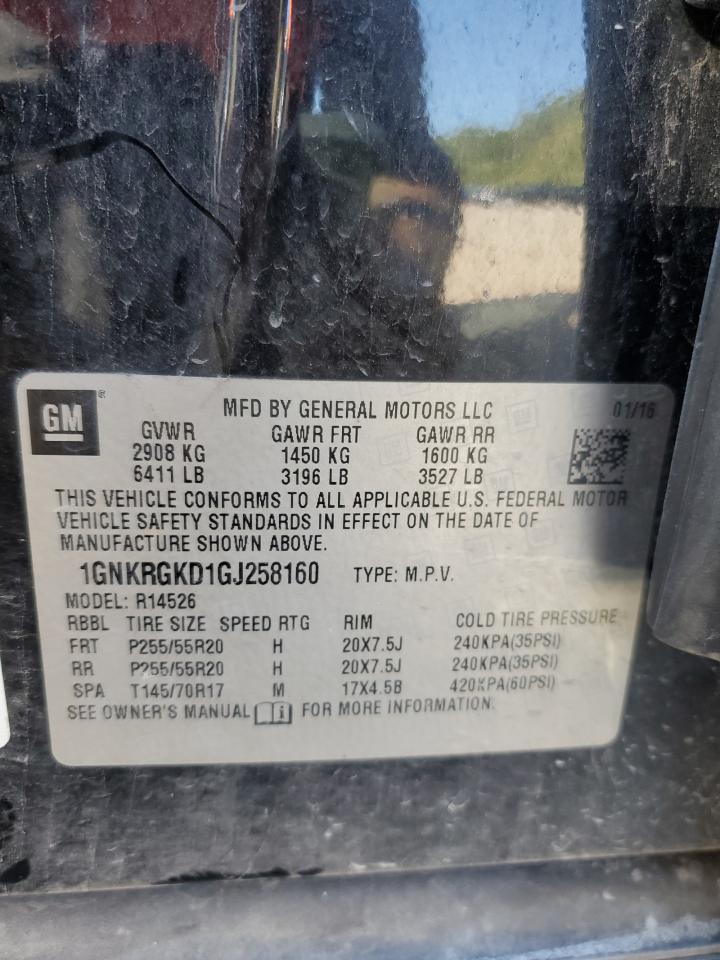 GM® MFD BY GENERAL MOTORS LLC 01/16
GVWR GAWR FRT GAWR RR
2908 KG 1450 KG 1600 KG
6411 LB 3196 LB 3527 LB
THIS VEHICLE CONFORMS TO ALL APPLICABLE U.S. FEDERAL MOTOR
VEHICLE SAFETY STANDARDS IN EFFECT ON THE DATE OF
MANUFACTURE SHOWN ABOVE.
1GNKRGKD1GJ258160 TYPE: M.P.V.
MODEL: R14526
RBBL TIRE SIZE SPEED RTG RIM COLD TIRE PRESSURE
FRT P255/55R20 H 20X7.5J 240KPA(35PSI)
RR P255/55R20 H 20X7.5J 240KPA(35PSI)
SPA T145/70R17 M 17X4.5B 420KPA(60PSI)
SEE OWNER'S MANUAL i FOR MORE INFORMATION.